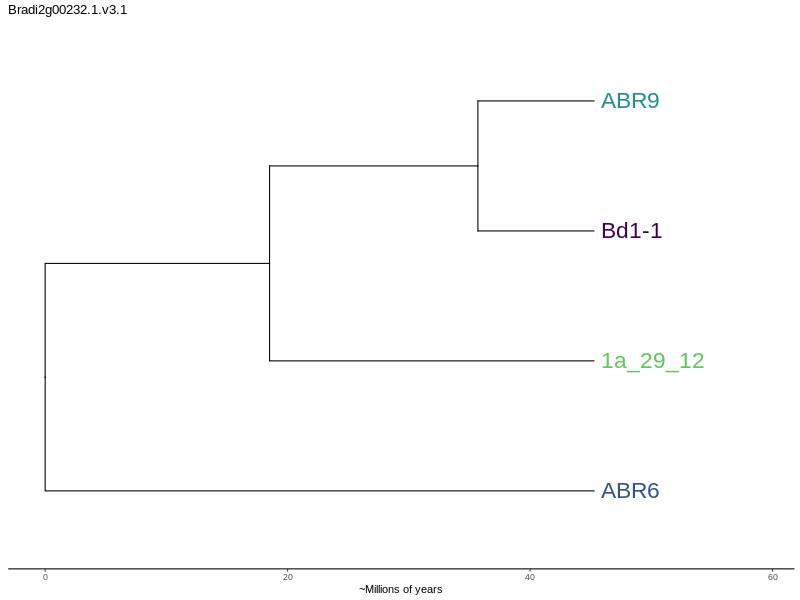 Bradi2g00232.1.v3.1
ABR9
Bd1-1
1a_29_12
ABR6
0 20 40 60
~Millions of years